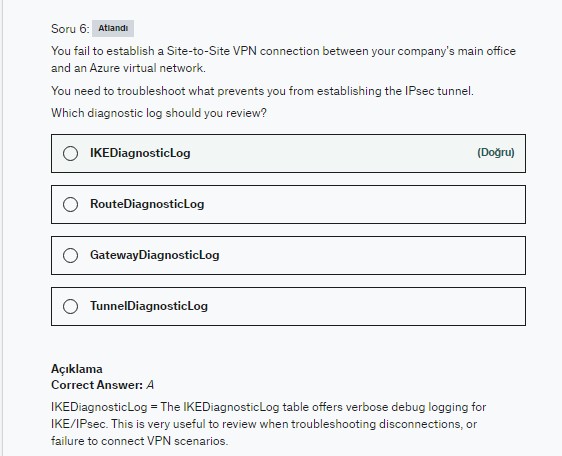 Soru 6: Atlandı
You fail to establish a Site-to-Site VPN connection between your company's main office
and an Azure virtual network.
You need to troubleshoot what prevents you from establishing the IPsec tunnel.
Which diagnostic log should you review?
IKEDiagnosticLog (Doğru)
RouteDiagnosticLog
GatewayDiagnosticLog
TunnelDiagnosticLog
Açıklama
Correct Answer: A
IKEDiagnosticLog = The IKEDiagnosticLog table offers verbose debug logging for
IKE/IPsec. This is very useful to review when troubleshooting disconnections, or
failure to connect VPN scenarios.